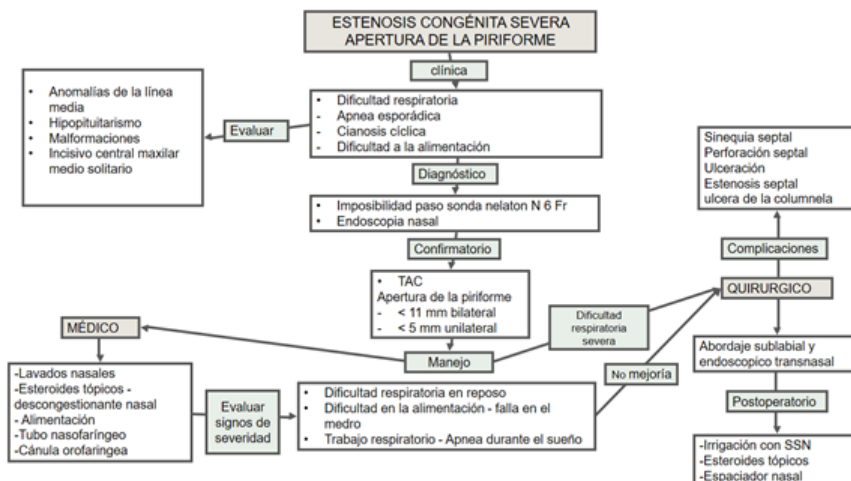 ESTENOSIS CONGÉNITA SEVERA
APERTURA DE LA PIRIFORME
clínica
• Dificultad respiratoria
- Apnea esporádica
- Cianosis cíclica
- Dificultad a la alimentación
Evaluar
• Anomalías de la línea
media
• Hipopituitarismo
• Malformaciones
• Incisivo central maxilar
medio solitario
Diagnóstico
• Imposibilidad paso sonda nelaton N 6 Fr
• Endoscopia nasal
Confirmatorio
• TAC
Apertura de la piriforme
- < 11 mm bilateral
- < 5 mm unilateral
Manejo
MÉDICO
-Lavados nasales
-Esteroides tópicos -
descongestionante nasal
- Alimentación
- Tubo nasofaríngeo
- Cánula orofaringea
Evaluar
signos de
severidad
• Dificultad respiratoria en reposo
• Dificultad en la alimentación - falla en el
medro
• Trabajo respiratorio - Apnea durante el sueño
No mejoría
Dificultad
respiratoria
severa
QUIRURGICO
Complicaciones
Sinequia septal
Perforación septal
Ulceración
Estenosis septal
ulcera de la columnela
Abordaje sublabial y
endoscopico transnasal
Postoperatorio
-Irrigación con SSN
-Esteroides tópicos
-Espaciador nasal